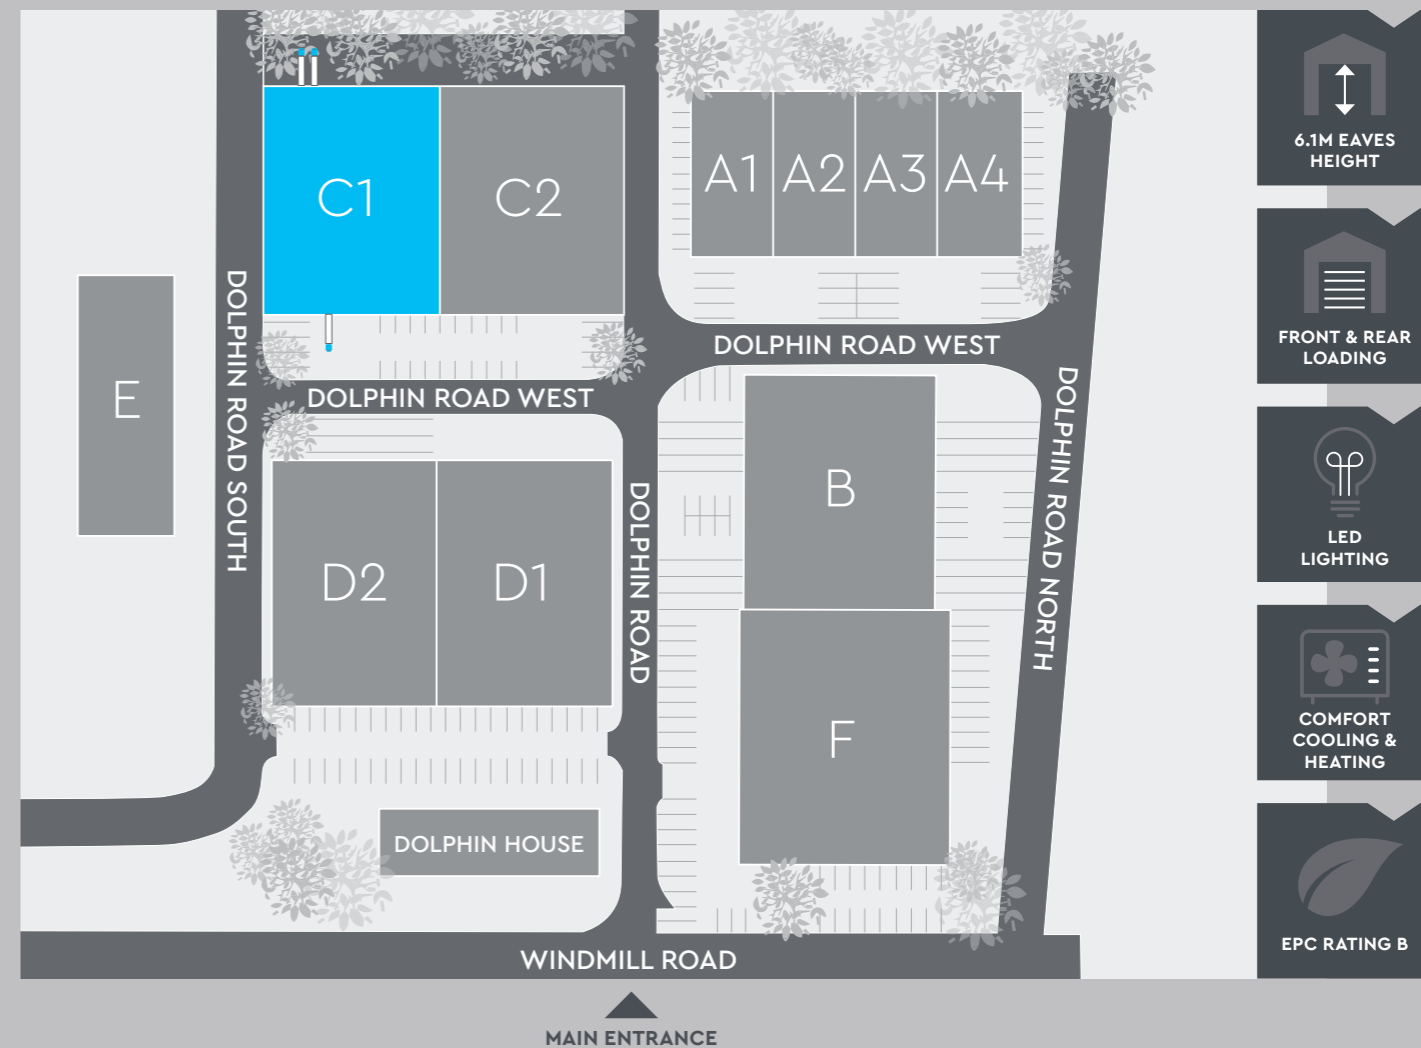 C1
C2
A1
A2
A3
A4
6.1M EAVES
HEIGHT
FRONT & REAR
LOADING
DOLPHIN ROAD WEST
DOLPHIN ROAD WEST
DOLPHIN ROAD SOUTH
E
DOLPHIN ROAD NORTH
B
LED
LIGHTING
D2
D1
DOLPHIN ROAD
F
COMFORT
COOLING &
HEATING
DOLPHIN HOUSE
EPC RATING B
WINDMILL ROAD
MAIN ENTRANCE